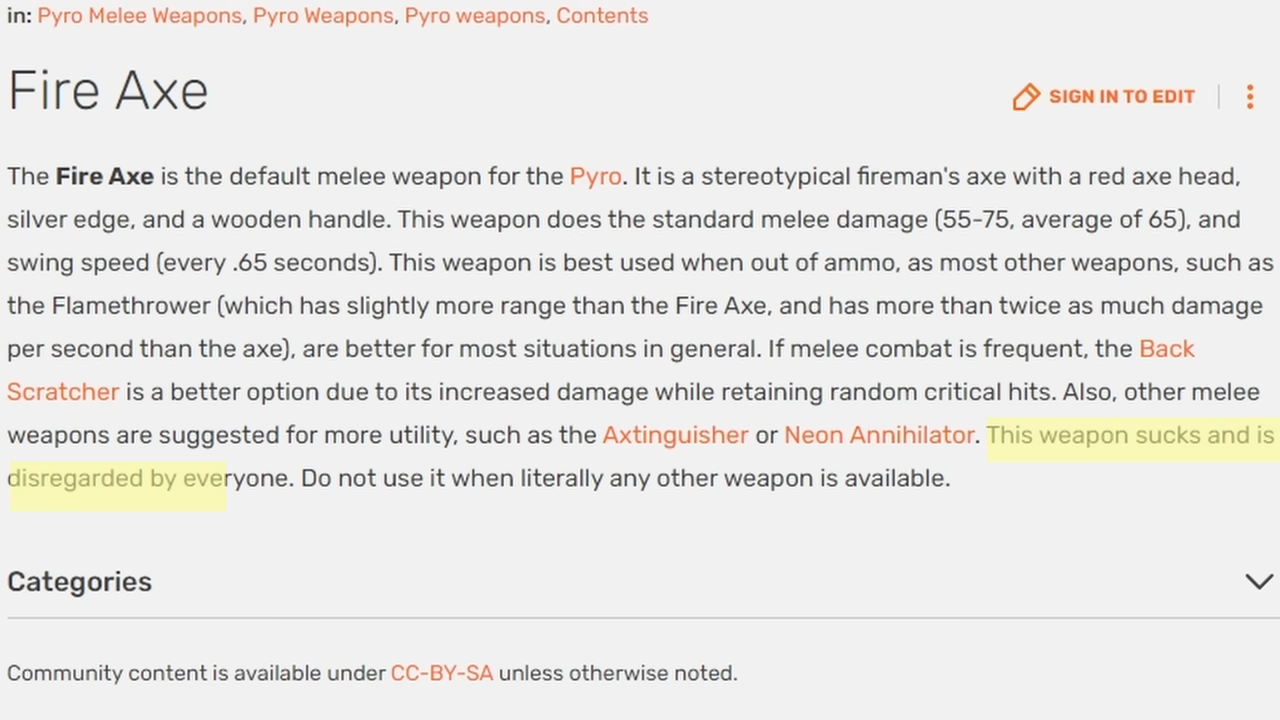 in: Pyro Melee Weapons, Pyro Weapons, Pyro weapons, Contents
Fire Axe
SIGN IN TO EDIT
The Fire Axe is the default melee weapon for the Pyro. It is a stereotypical fireman's axe with a red axe head,
silver edge, and a wooden handle. This weapon does the standard melee damage (55-75, average of 65), and
swing speed (every .65 seconds). This weapon is best used when out of ammo, as most other weapons, such as
the Flamethrower (which has slightly more range than the Fire Axe, and has more than twice as much damage
per second than the axe), are better for most situations in general. If melee combat is frequent, the Back
Scratcher is a better option due to its increased damage while retaining random critical hits. Also, other melee
weapons are suggested for more utility, such as the Axtinguisher or Neon Annihilator. This weapon sucks and is
disregarded by everyone. Do not use it when literally any other weapon is available.
Categories
Community content is available under CC-BY-SA unless otherwise noted.